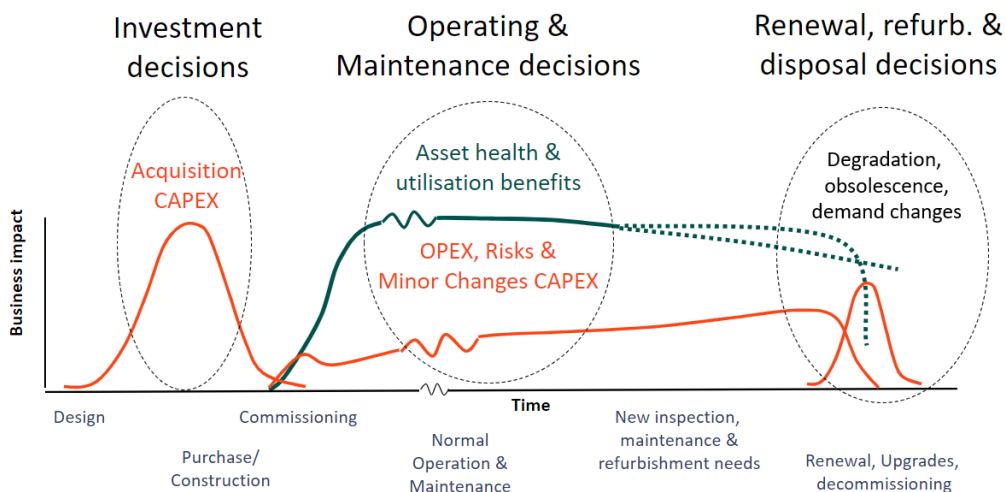 Investment
decisions
Operating &
Maintenance decisions
Renewal, refurb. &
disposal decisions
Acquisition
CAPEX
Asset health &
utilisation benefits
OPEX, Risks &
Minor Changes CAPEX
Degradation,
obsolescence,
demand changes
Business impact
Time
Design
Purchase/
Construction
Commissioning
Normal
Operation &
Maintenance
New inspection,
maintenance &
refurbishment needs
Renewal, Upgrades,
decommissioning